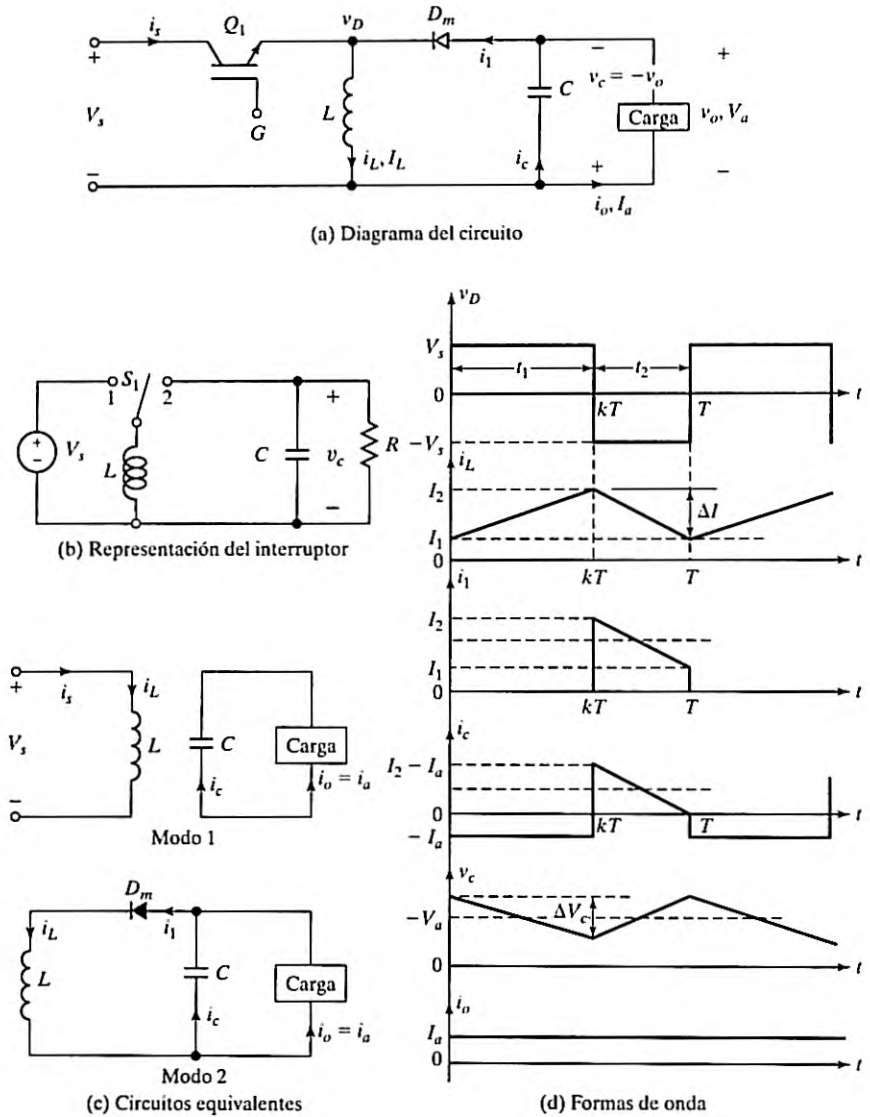 i_s Q_1 v_D D_m
+ i_1 − +
V_s G L C v_c = −v_o Carga v_o, V_a
− i_L, I_L i_c + −
i_o, I_a
(a) Diagrama del circuito
S_1
1 2 +
+ − V_s L C v_c R
−
(b) Representación del interruptor
+ i_s i_L
V_s L C Carga
− i_c i_o = i_a
Modo 1
D_m
i_L i_1
L C Carga
i_c i_o = i_a
Modo 2
(c) Circuitos equivalentes
v_D
V_s
t_1 t_2
0 kT T t
−V_s
i_L
I_2
ΔI
I_1
0 kT T t
i_1
I_2
I_1
0 kT T t
i_c
I_2 − I_a
0 kT T t
− I_a
v_c
−V_a ΔV_c
0 t
i_o
I_a
0 t
(d) Formas de onda